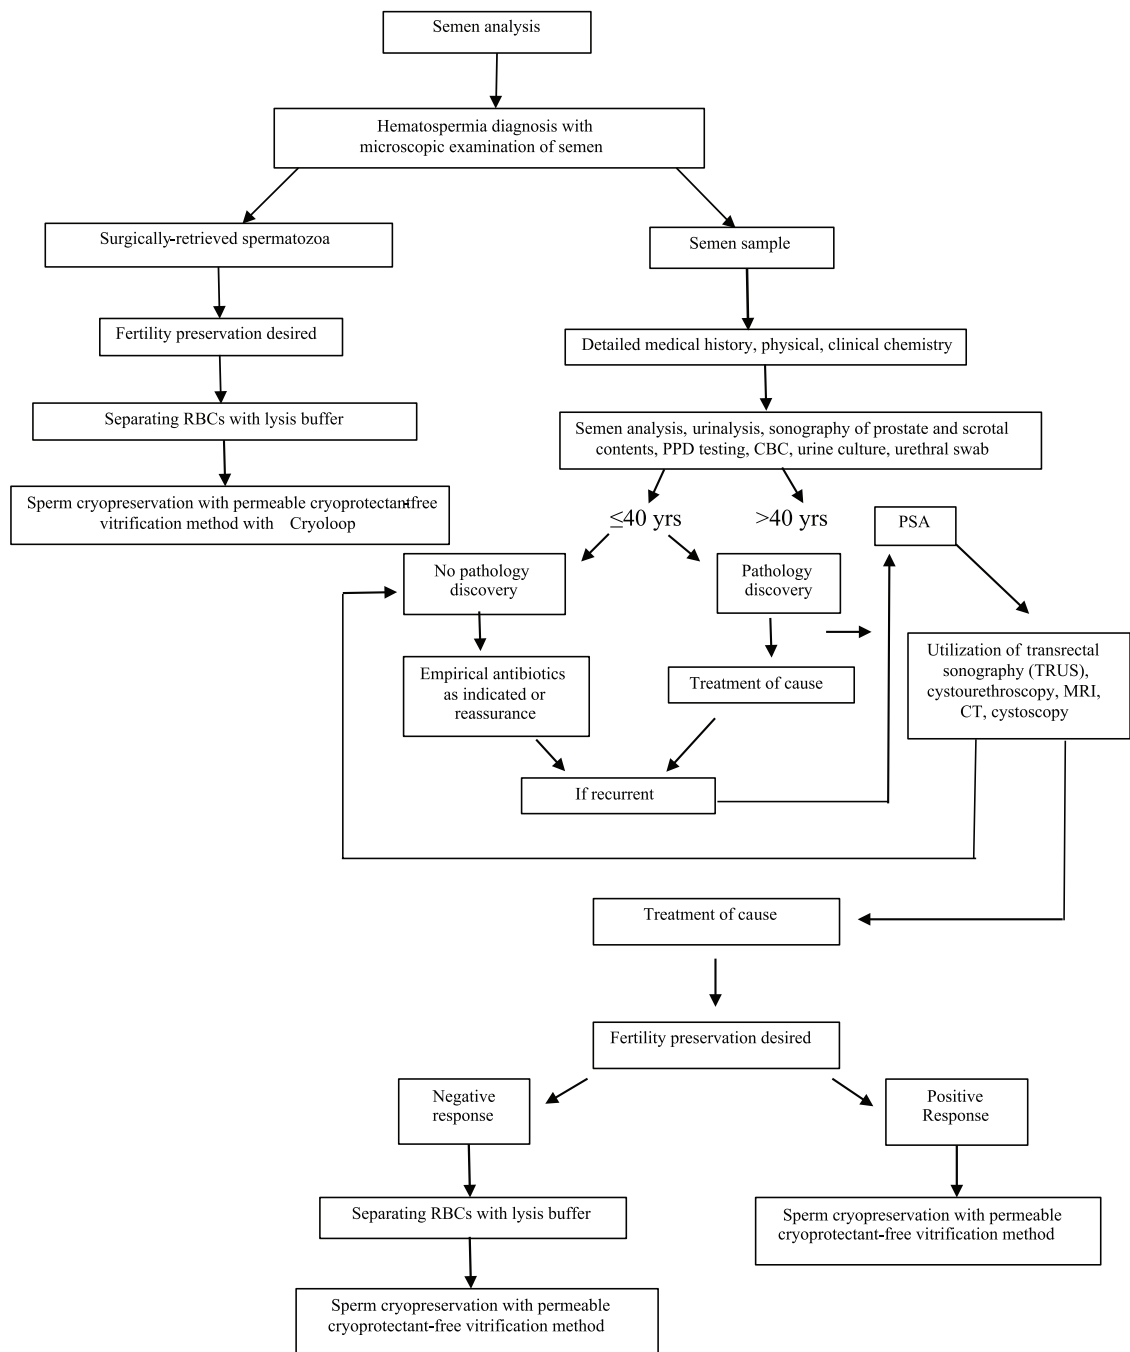 Semen analysis
Hematospermia diagnosis with
microscopic examination of semen
Surgically-retrieved spermatozoa
Semen sample
Fertility preservation desired
Detailed medical history, physical, clinical chemistry
Separating RBCs with lysis buffer
Semen analysis, urinalysis, sonography of prostate and scrotal
contents, PPD testing, CBC, urine culture, urethral swab
Sperm cryopreservation with permeable cryoprotectant-free
vitrification method with Cryoloop
≤40 yrs
>40 yrs
PSA
No pathology
discovery
Pathology
discovery
Utilization of transrectal
sonography (TRUS),
cystourethroscopy, MRI,
CT, cystoscopy
Empirical antibiotics
as indicated or
reassurance
Treatment of cause
If recurrent
Treatment of cause
Fertility preservation desired
Negative
response
Positive
Response
Separating RBCs with lysis buffer
Sperm cryopreservation with permeable
cryoprotectant-free vitrification method
Sperm cryopreservation with permeable
cryoprotectant-free vitrification method